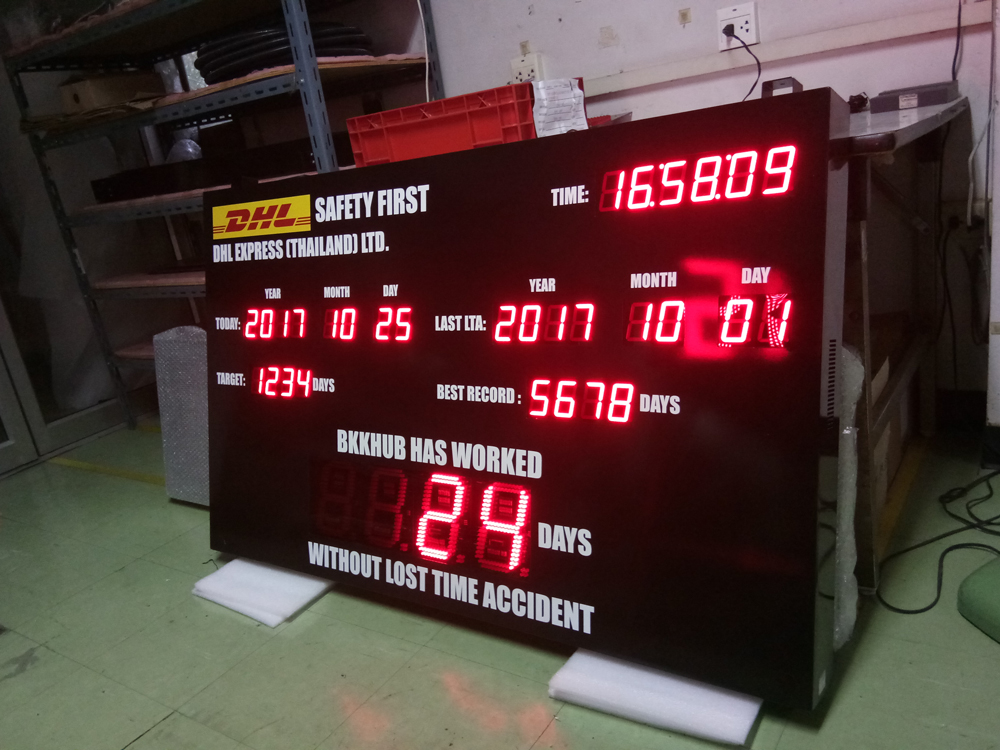 DHL SAFETY FIRST
DHL EXPRESS (THAILAND) LTD.
TIME: 16:58:09
YEAR MONTH DAY
TODAY: 2017 10 25
YEAR MONTH DAY
LAST LTA: 2017 10 01
TARGET: 1234 DAYS
BEST RECORD : 5678 DAYS
BKKHUB HAS WORKED
24 DAYS
WITHOUT LOST TIME ACCIDENT